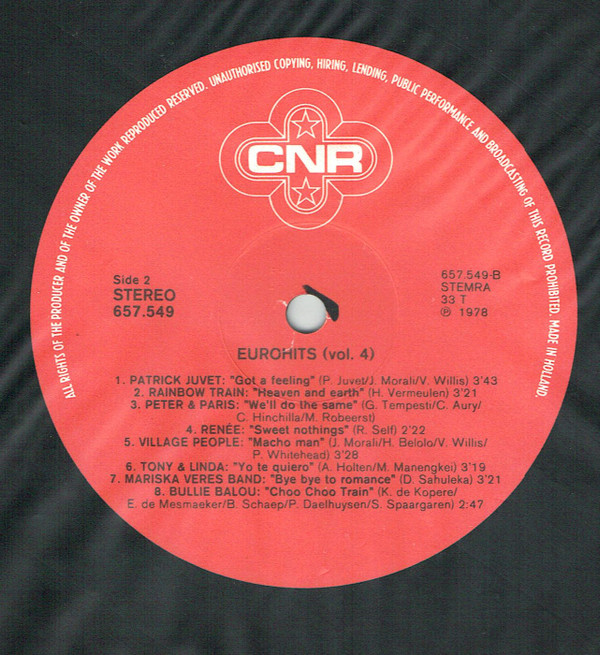 ALL RIGHTS OF THE PRODUCER AND OF THE OWNER OF THE WORK REPRODUCED RESERVED. UNAUTHORISED COPYING, HIRING, LENDING, PUBLIC PERFORMANCE AND BROADCASTING OF THIS RECORD PROHIBITED. MADE IN HOLLAND
CNR
Side 2
STEREO
657.549
657.549-B
STEMRA
33 T
℗ 1978
EUROHITS (vol. 4)
1. PATRICK JUVET: "Got a feeling" (P. Juvet/J. Morali/V. Willis) 3'43
2. RAINBOW TRAIN: "Heaven and earth" (H. Vermeulen) 3'21
3. PETER & PARIS: "We'll do the same" (G. Tempesti/C. Aury/
C. Hinchilla/M. Robeerst)
4. RENÉE: "Sweet nothings" (R. Self) 2'22
5. VILLAGE PEOPLE: "Macho man" (J. Morali/H. Belolo/V. Willis/
P. Whitehead) 3'28
6. TONY & LINDA: "Yo te quiero" (A. Holten/M. Manengkei) 3'19
7. MARISKA VERES BAND: "Bye bye to romance" (D. Sahuleka) 3'21
8. BULLIE BALOU: "Choo Choo Train" (K. de Kopere/
E. de Mesmaeker/B. Schaep/P. Daelhuysen/S. Spaargaren) 2:47